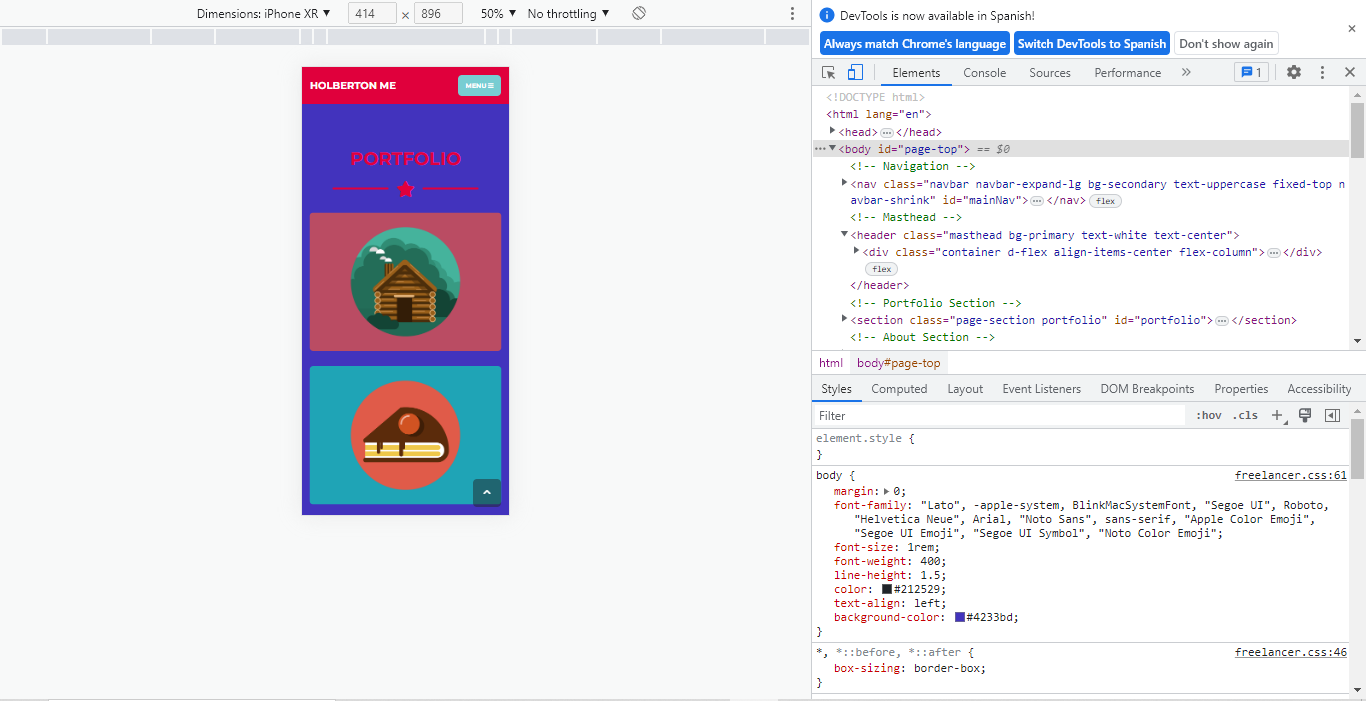 Dimensions: iPhone XR ▼ 414 × 896 50% ▼ No throttling ▼
HOLBERTON ME
MENU
PORTFOLIO
DevTools is now available in Spanish!
Always match Chrome's language Switch DevTools to Spanish Don't show again
Elements Console Sources Performance » 1
<!DOCTYPE html>
<html lang="en">
<head> … </head>
<body id="page-top"> == $0
<!-- Navigation -->
<nav class="navbar navbar-expand-lg bg-secondary text-uppercase fixed-top n
avbar-shrink" id="mainNav"> … </nav> flex
<!-- Masthead -->
<header class="masthead bg-primary text-white text-center">
<div class="container d-flex align-items-center flex-column"> … </div>
flex
</header>
<!-- Portfolio Section -->
<section class="page-section portfolio" id="portfolio"> … </section>
<!-- About Section -->
html body#page-top
Styles Computed Layout Event Listeners DOM Breakpoints Properties Accessibility
Filter :hov .cls +
element.style {
}
body { freelancer.css:61
margin: 0;
font-family: "Lato", -apple-system, BlinkMacSystemFont, "Segoe UI", Roboto,
"Helvetica Neue", Arial, "Noto Sans", sans-serif, "Apple Color Emoji",
"Segoe UI Emoji", "Segoe UI Symbol", "Noto Color Emoji";
font-size: 1rem;
font-weight: 400;
line-height: 1.5;
color: #212529;
text-align: left;
background-color: #4233bd;
}
*, *::before, *::after { freelancer.css:46
box-sizing: border-box;
}